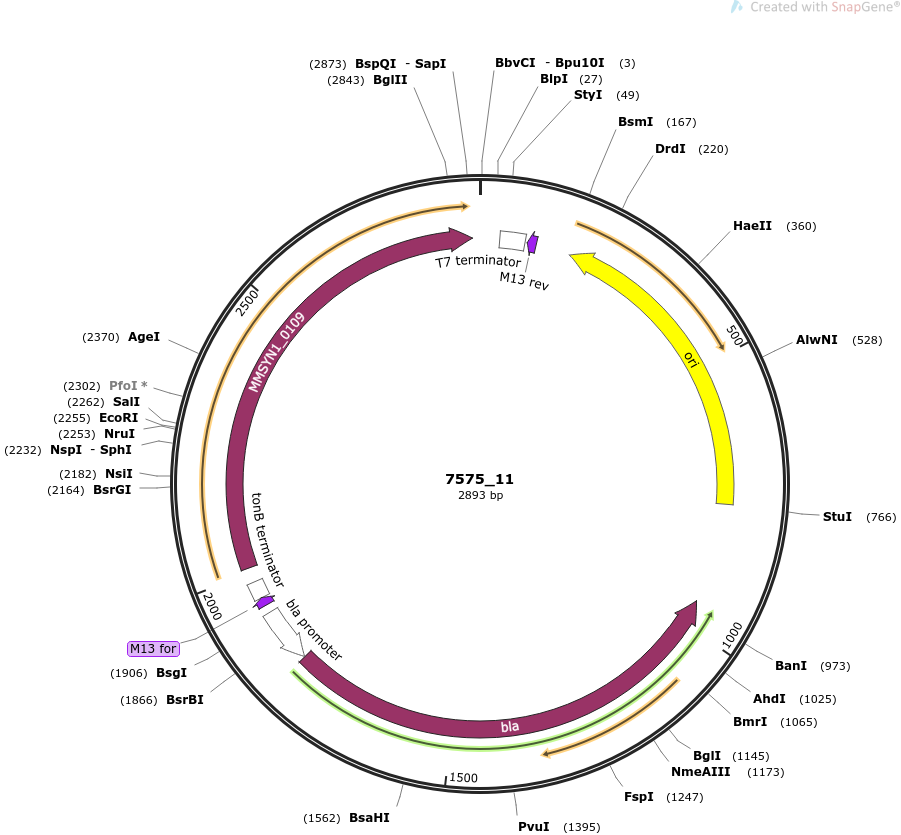 Created with SnapGene®
(2873) BspQI - SapI
(2843) BglII
BbvCI - Bpu10I (3)
BlpI (27)
StyI (49)
BsmI (167)
DrdI (220)
HaeII (360)
AlwNI (528)
StuI (766)
BanI (973)
AhdI (1025)
BmrI (1065)
BglI (1145)
NmeAIII (1173)
FspI (1247)
PvuI (1395)
(1562) BsaHI
(1866) BsrBI
(1906) BsgI
M13 for
(2164) BsrGI
(2182) NsiI
(2232) NspI - SphI
(2253) NruI
(2255) EcoRI
(2262) SalI
(2302) PfoI *
(2370) AgeI
T7 terminator
M13 rev
ori
500
1000
1500
2000
2500
MMSYN1_0109
tonB terminator
bla promoter
bla
7575_11
2893 bp